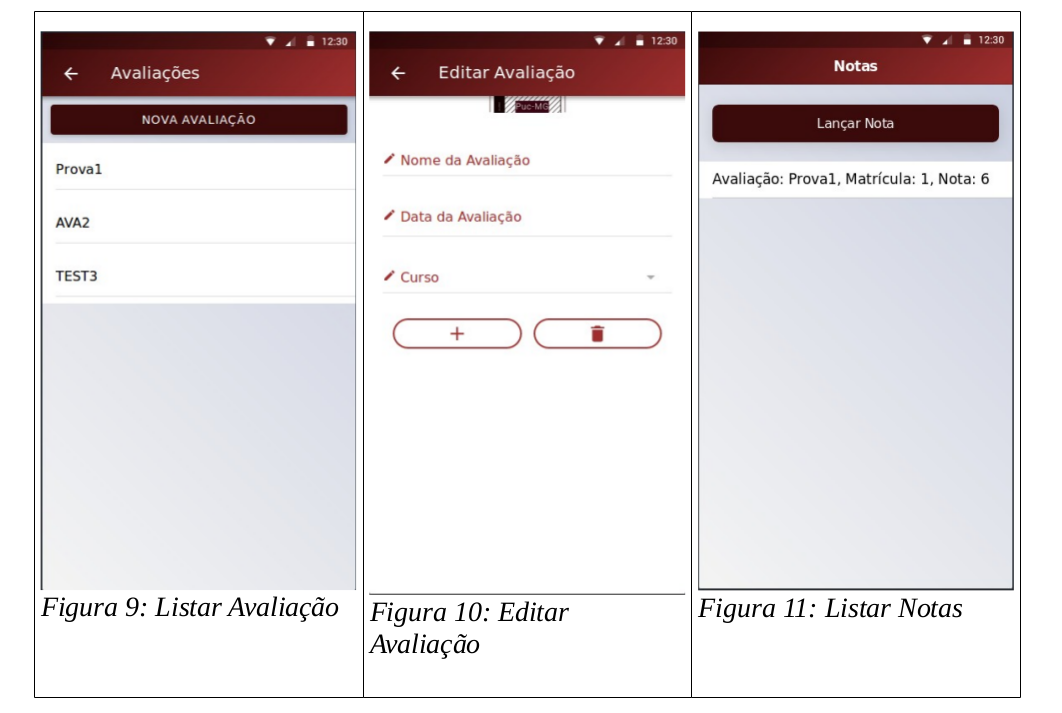 12:30
Avaliações
NOVA AVALIAÇÃO
Prova1
AVA2
TEST3
Figura 9: Listar Avaliação
12:30
Editar Avaliação
Puc-MG
Nome da Avaliação
Data da Avaliação
Curso
Figura 10: Editar
Avaliação
12:30
Notas
Lançar Nota
Avaliação: Prova1, Matrícula: 1, Nota: 6
Figura 11: Listar Notas